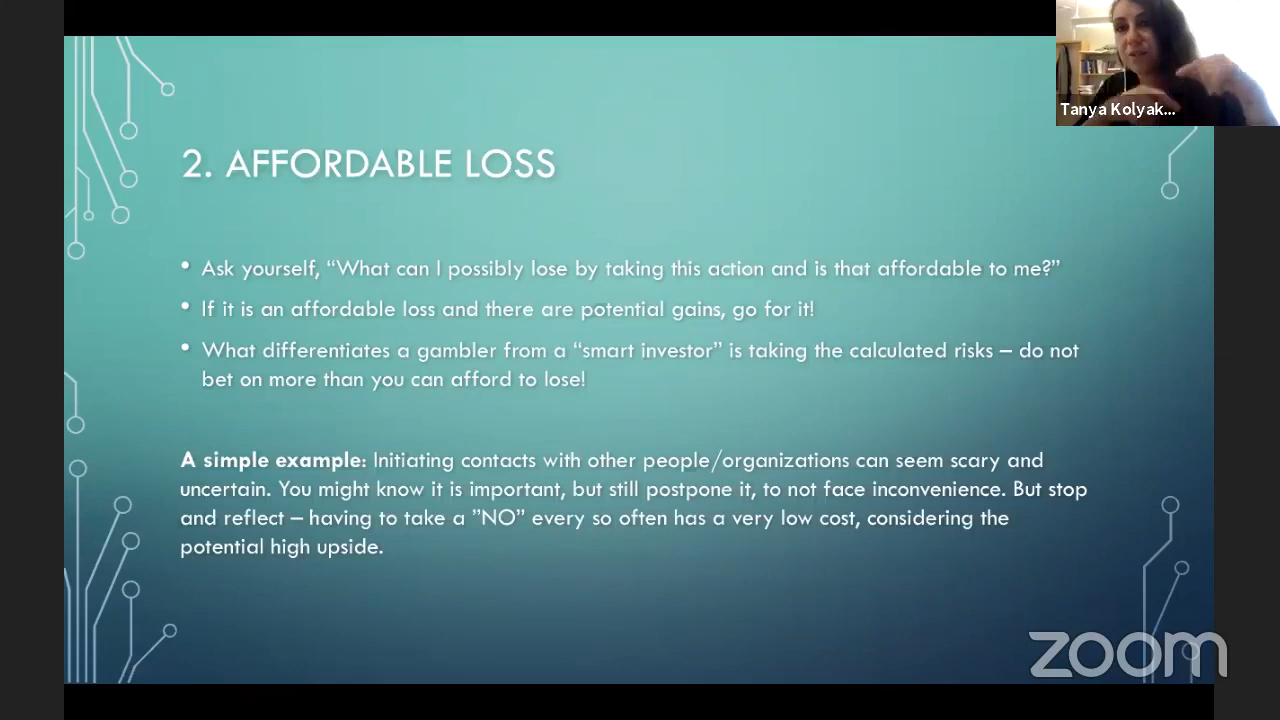 Tanya Kolyak...
2. AFFORDABLE LOSS
• Ask yourself, “What can I possibly lose by taking this action and is that affordable to me?”
• If it is an affordable loss and there are potential gains, go for it!
• What differentiates a gambler from a “smart investor” is taking the calculated risks – do not
bet on more than you can afford to lose!
A simple example: Initiating contacts with other people/organizations can seem scary and
uncertain. You might know it is important, but still postpone it, to not face inconvenience. But stop
and reflect – having to take a ”NO” every so often has a very low cost, considering the
potential high upside.
zoom